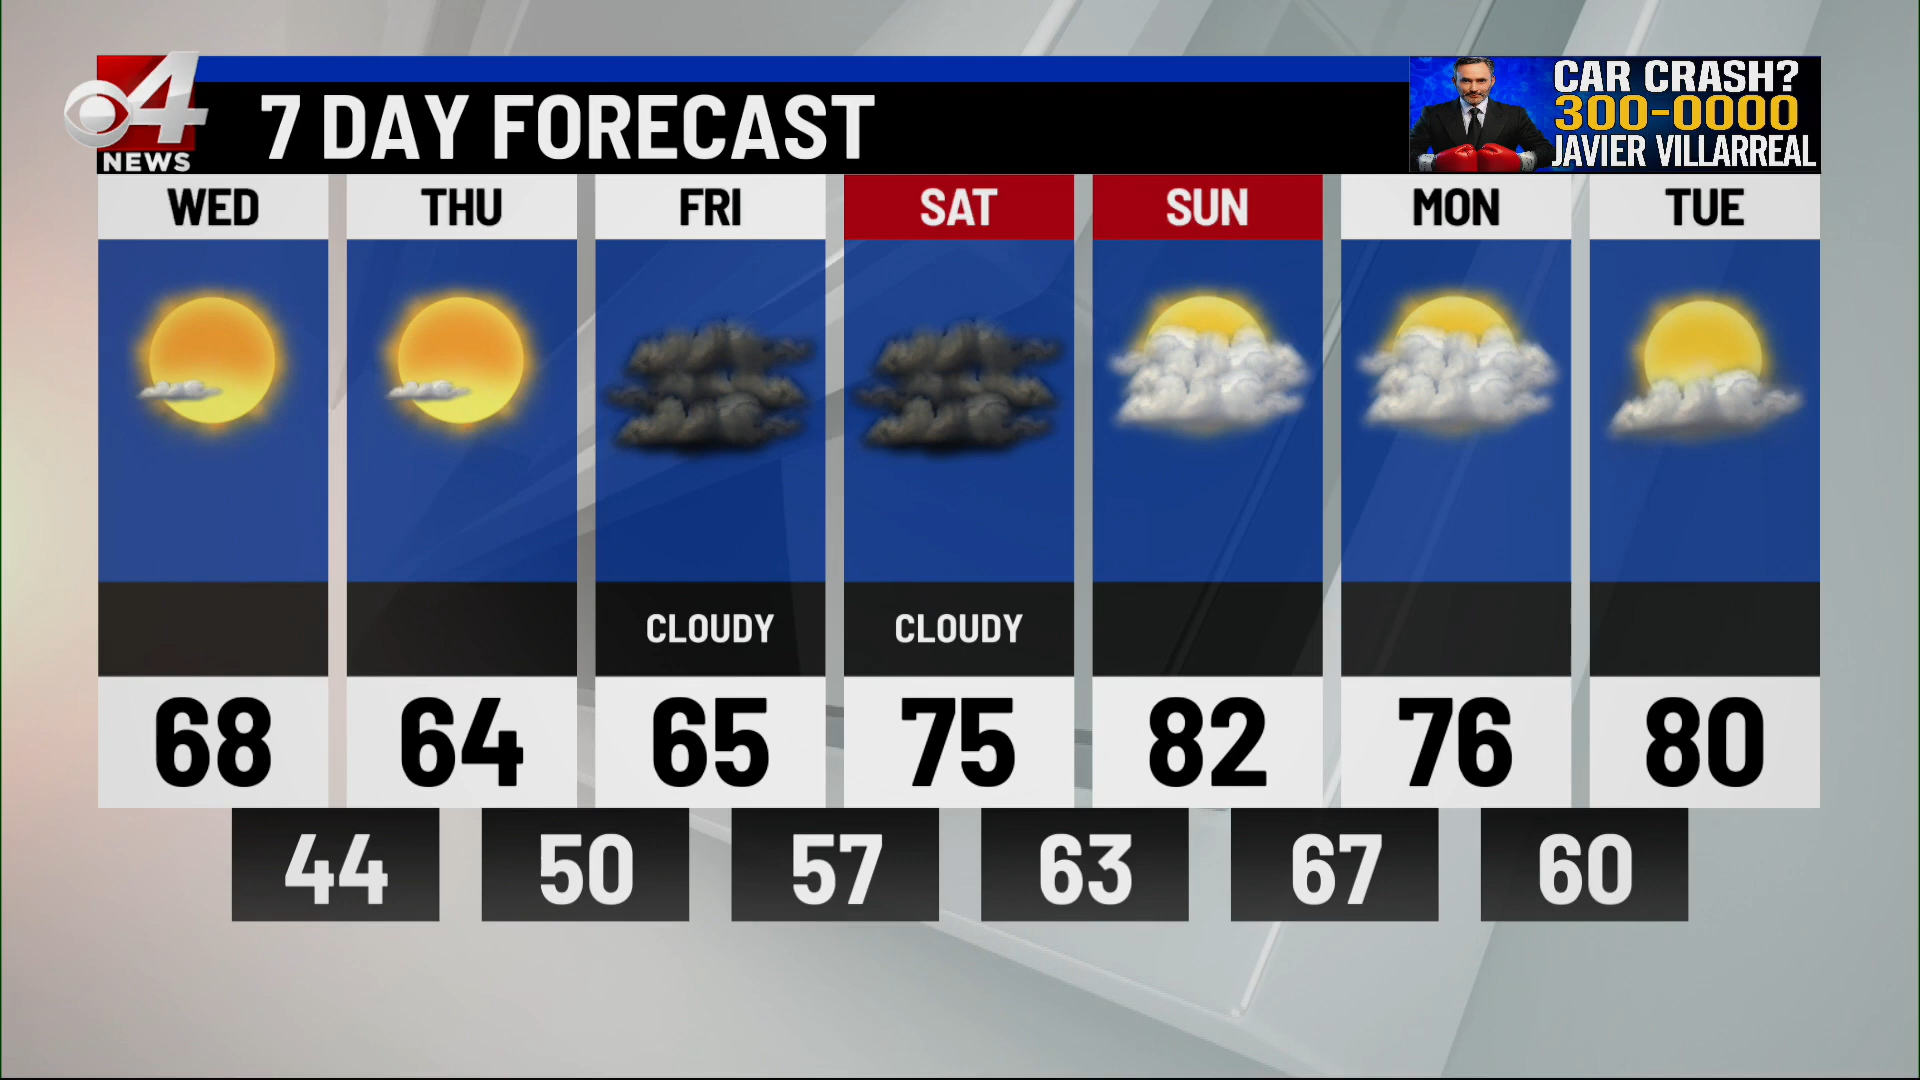 4
NEWS
7 DAY FORECAST
CAR CRASH?
300-0000
JAVIER VILLARREAL
WED THU FRI SAT SUN MON TUE
CLOUDY CLOUDY
68 64 65 75 82 76 80
44 50 57 63 67 60